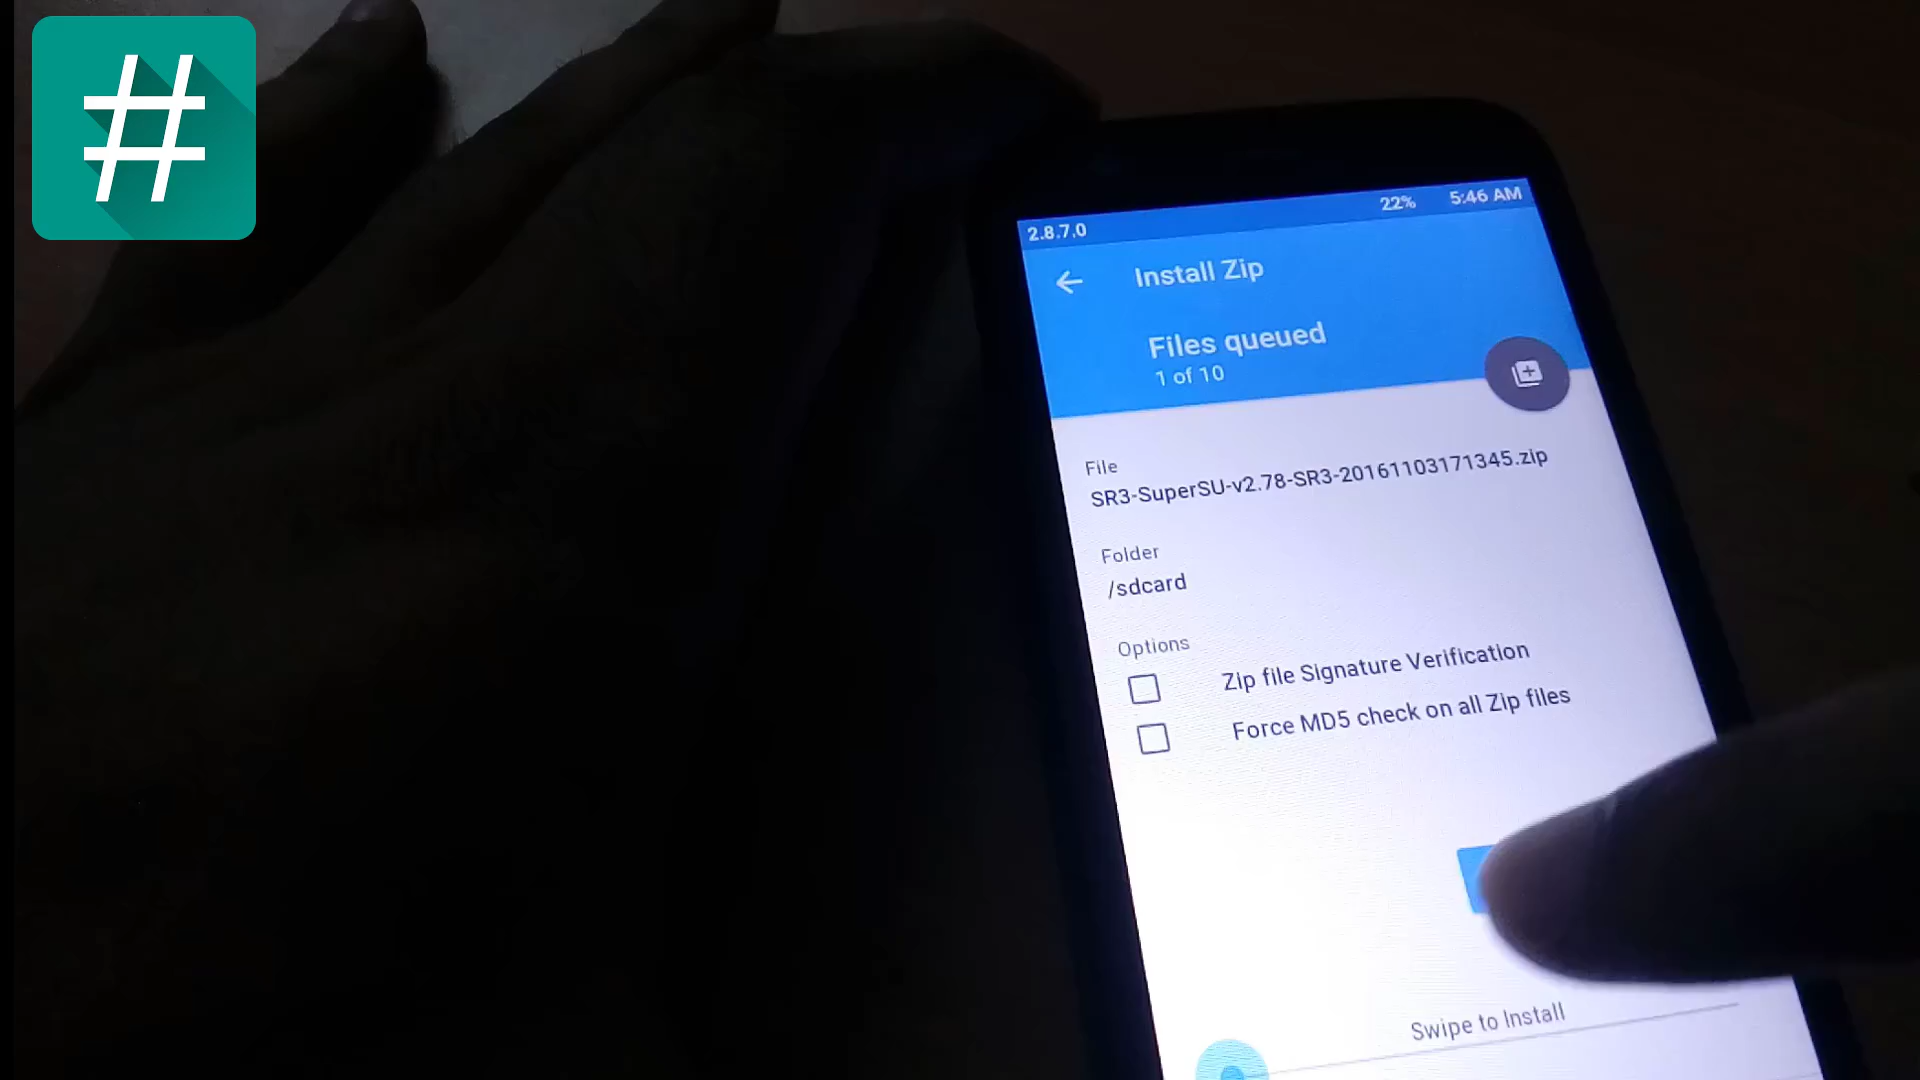 #
2.8.7.0 22% 5:46 AM
Install Zip
Files queued
1 of 10
File
SR3-SuperSU-v2.78-SR3-20161103171345.zip
Folder
/sdcard
Options
Zip file Signature Verification
Force MD5 check on all Zip files
Swipe to Install